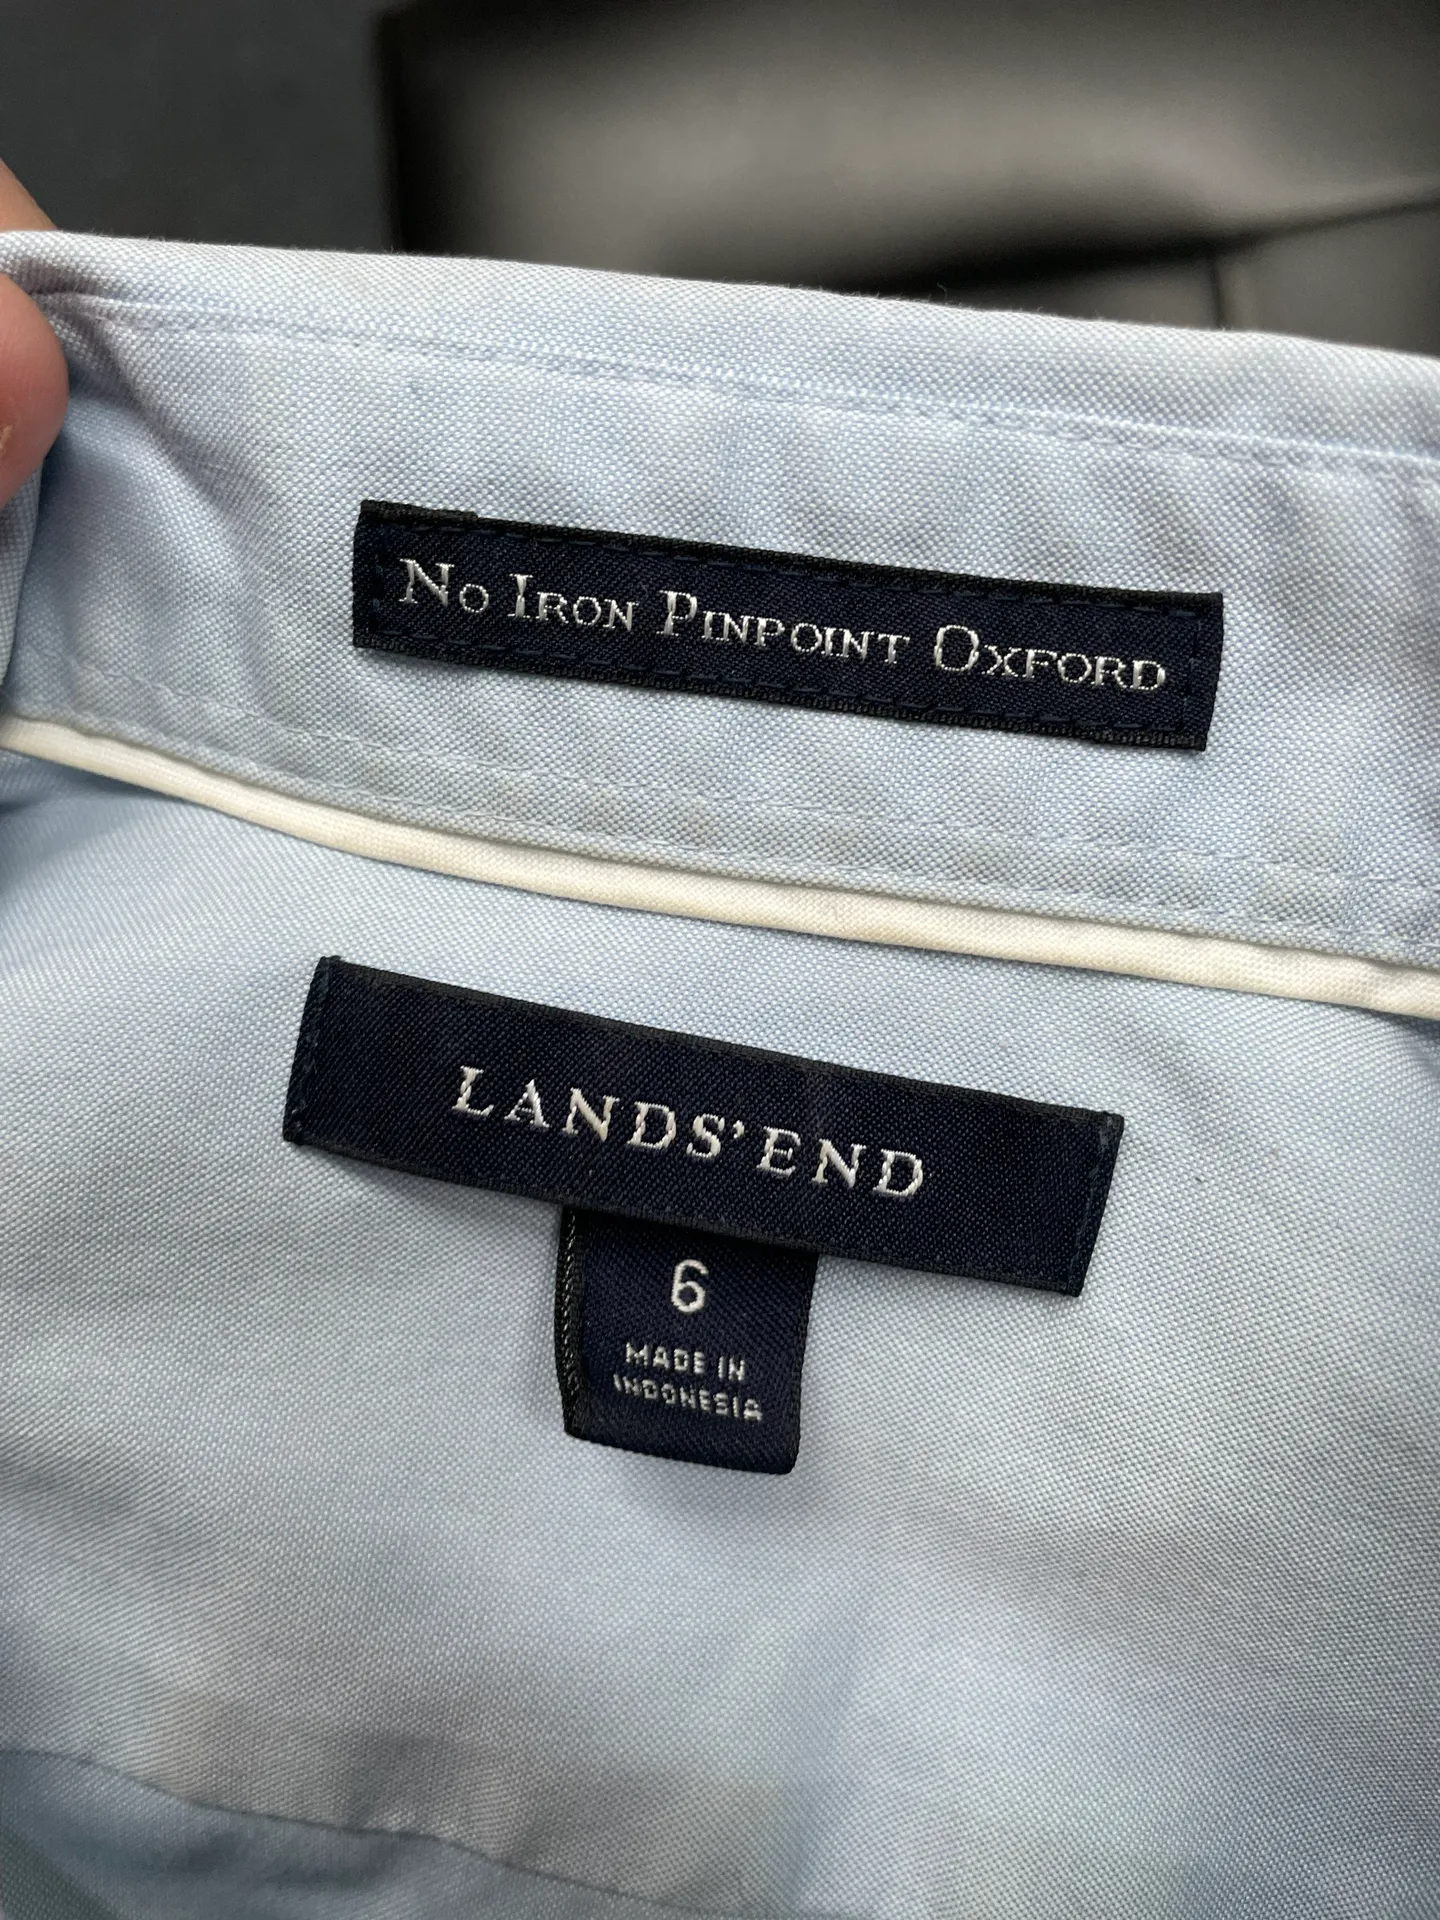 NO IRON PINPOINT OXFORD
LANDS' END
6
MADE IN
INDONESIA